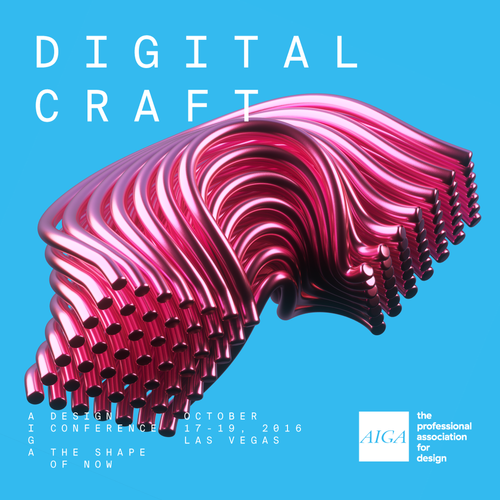 DIGITAL
CRAFT
A DESIGN OCTOBER
I CONFERENCE 17-19, 2016
G LAS VEGAS
A THE SHAPE
OF NOW
AIGA
the
professional
association
for
design